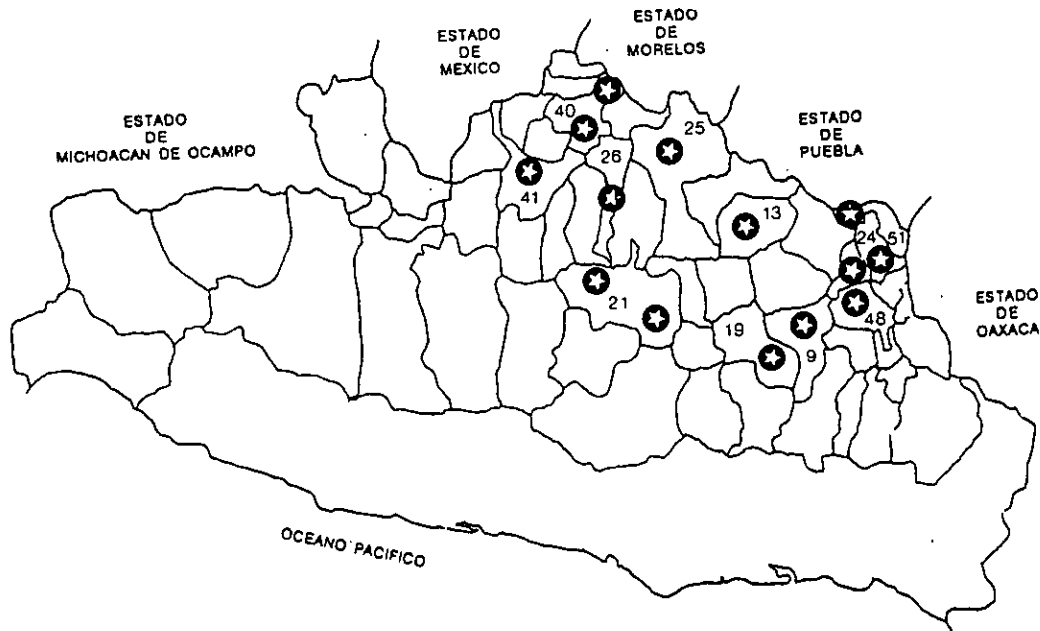 ESTADO
DE
MORELOS
ESTADO
DE
MEXICO
ESTADO
DE
MICHOACAN DE OCAMPO
ESTADO
DE
PUEBLA
40
25
26
41
13
24
51
21
19
9
48
ESTADO
DE
OAXACA
OCEANO PACIFICO